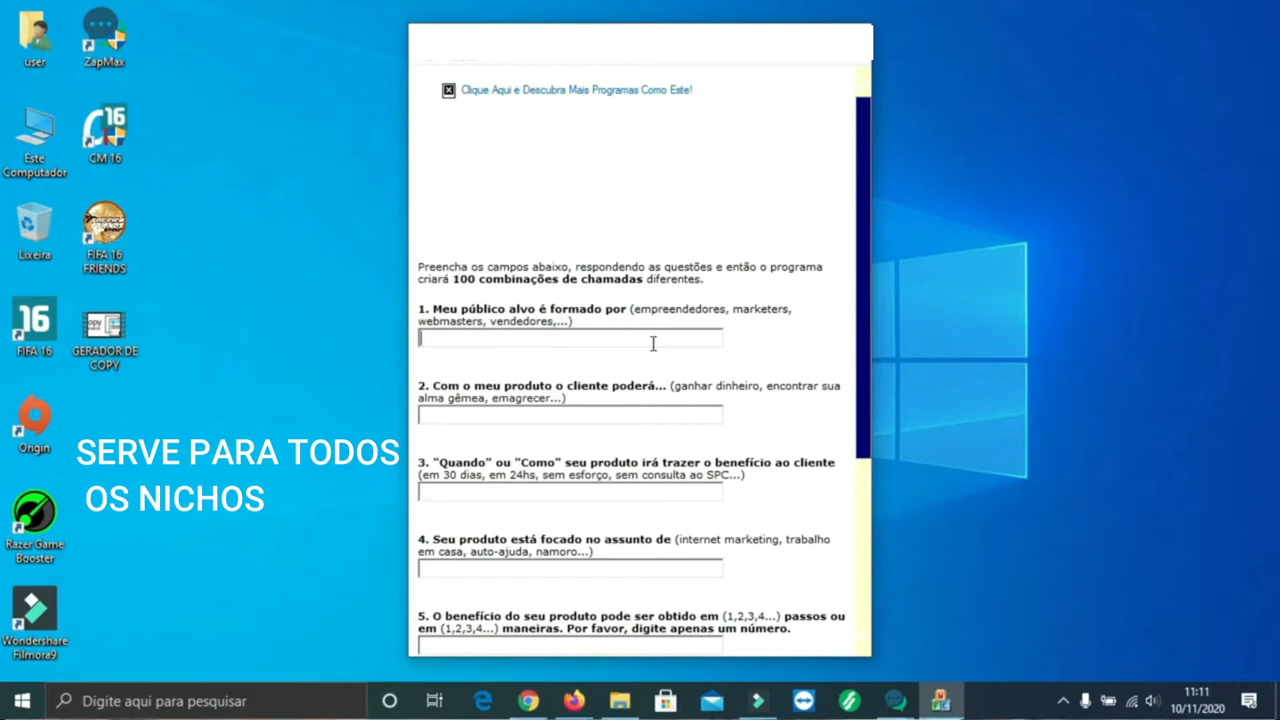 user
ZapMax
Este
Computador
16
CM 16
Lixeira
FIFA 16
FRIENDS
16
FIFA 16
copy
GERADOR DE
COPY
Origin
Razer Game
Booster
Wondershare
Filmora9
SERVE PARA TODOS
OS NICHOS
Clique Aqui e Descubra Mais Programas Como Este!
Preencha os campos abaixo, respondendo as questões e então o programa
criará 100 combinações de chamadas diferentes.
1. Meu público alvo é formado por (empreendedores, marketers,
webmasters, vendedores,...)
2. Com o meu produto o cliente poderá... (ganhar dinheiro, encontrar sua
alma gêmea, emagrecer...)
3. "Quando" ou "Como" seu produto irá trazer o benefício ao cliente
(em 30 dias, em 24hs, sem esforço, sem consulta ao SPC...)
4. Seu produto está focado no assunto de (internet marketing, trabalho
em casa, auto-ajuda, namoro...)
5. O benefício do seu produto pode ser obtido em (1,2,3,4...) passos ou
em (1,2,3,4...) maneiras. Por favor, digite apenas um número.
Digite aqui para pesquisar
11:11
10/11/2020